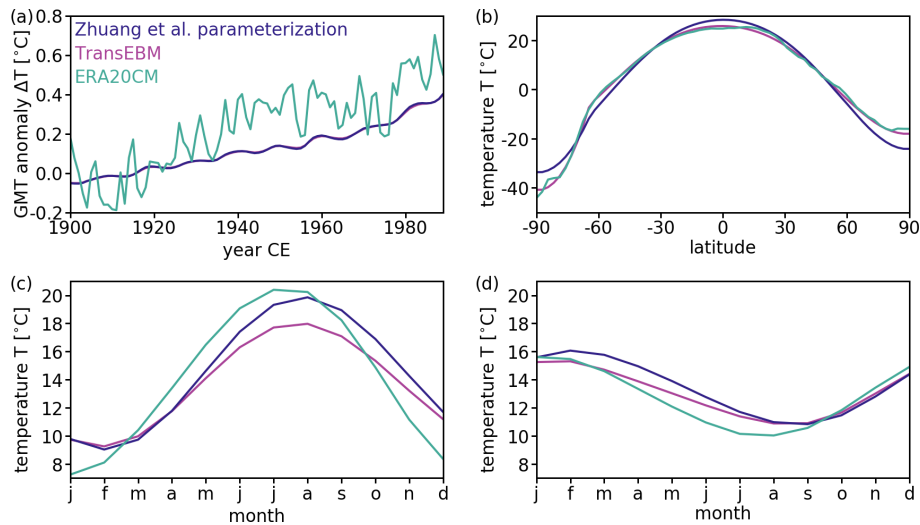 (a)
Zhuang et al. parameterization
TransEBM
ERA20CM
GMT anomaly ΔT [°C]
0.8
0.6
0.4
0.2
0.0
-0.2
1900 1920 1940 1960 1980
year CE
(b)
temperature T [°C]
20
0
-20
-40
-90 -60 -30 0 30 60 90
latitude
(c)
temperature T [°C]
20
18
16
14
12
10
8
j f m a m j j a s o n d
month
(d)
temperature T [°C]
20
18
16
14
12
10
8
j f m a m j j a s o n d
month